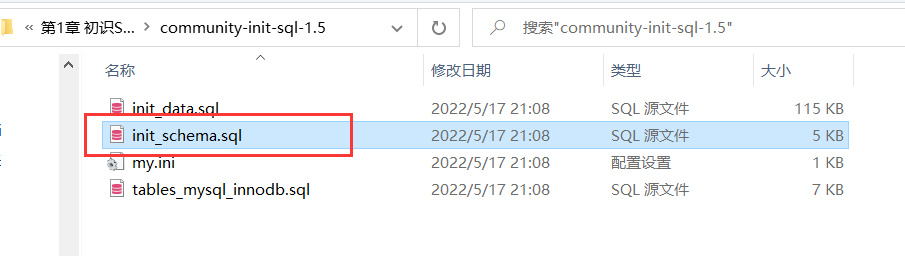 « 第1章 初识S... > community-init-sql-1.5 搜索"community-init-sql-1.5"
名称 修改日期 类型 大小
init_data.sql 2022/5/17 21:08 SQL 源文件 115 KB
init_schema.sql 2022/5/17 21:08 SQL 源文件 5 KB
my.ini 2022/5/17 21:08 配置设置 1 KB
tables_mysql_innodb.sql 2022/5/17 21:08 SQL 源文件 7 KB